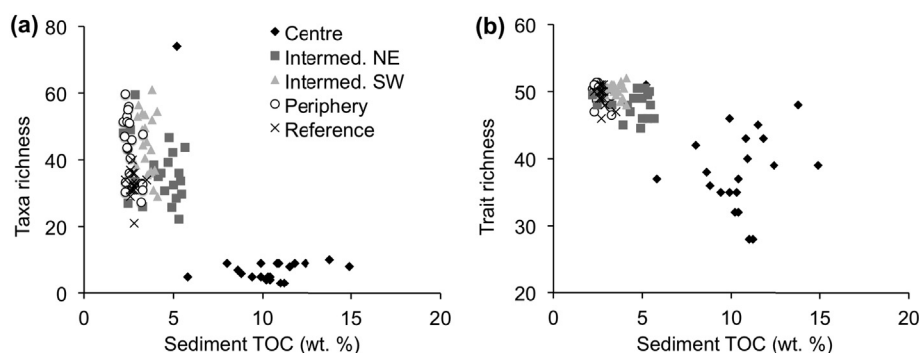 (a)
Taxa richness
80
60
40
20
0
0 5 10 15 20
Sediment TOC (wt. %)
Centre
Intermed. NE
Intermed. SW
Periphery
Reference
(b)
Trait richness
60
50
40
30
20
0 5 10 15 20
Sediment TOC (wt. %)